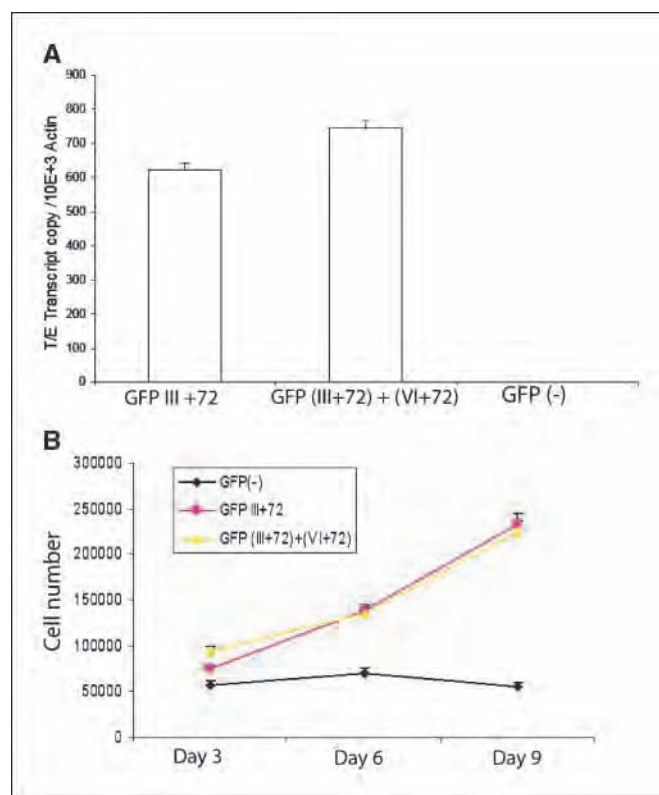 A
900
800
700
600
500
400
300
200
100
0
T/E Transcript copy /10E+3 Actin
GFP III +72
GFP (III+72) + (VI+72)
GFP (-)
B
300000
250000
200000
150000
100000
50000
0
Cell number
GFP(-)
GFP III+72
GFP (III+72)+(VI+72)
Day 3
Day 6
Day 9